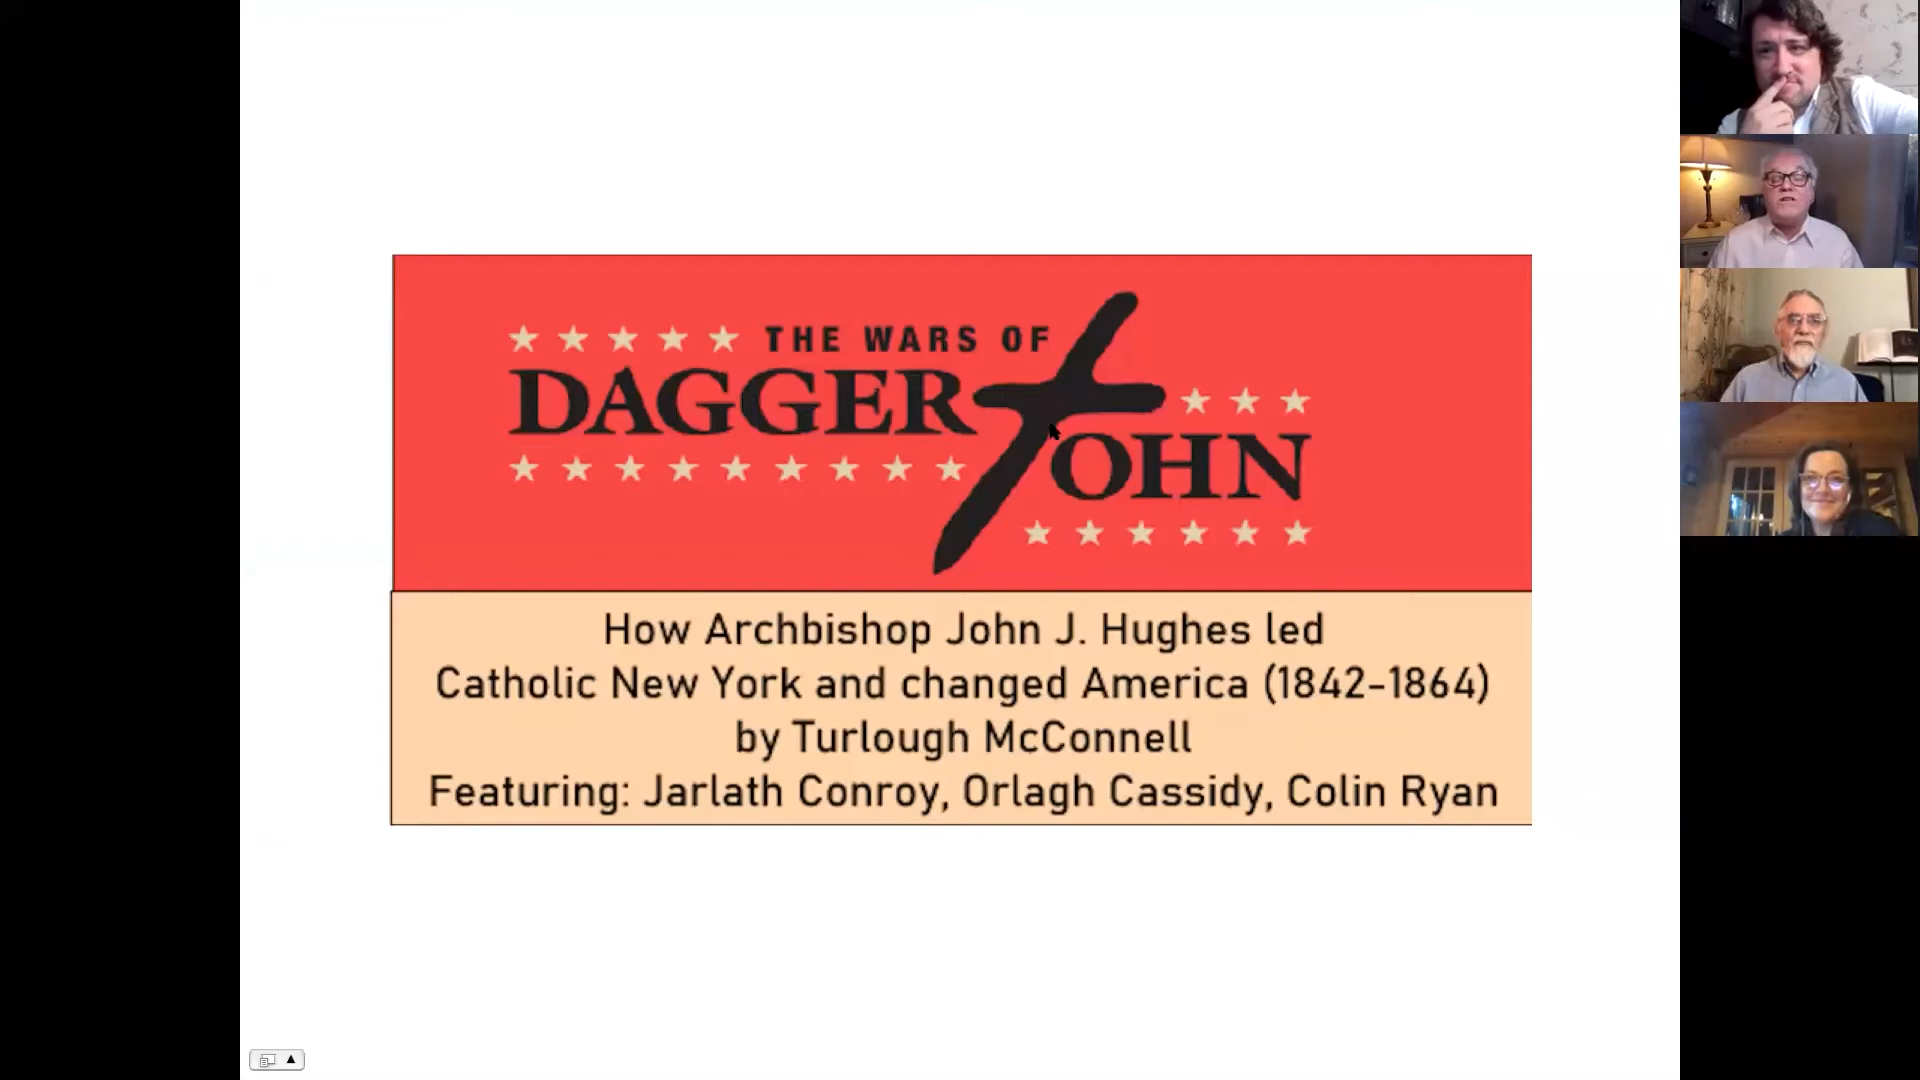 THE WARS OF
DAGGER
JOHN
How Archbishop John J. Hughes led
Catholic New York and changed America (1842-1864)
by Turlough McConnell
Featuring: Jarlath Conroy, Orlagh Cassidy, Colin Ryan